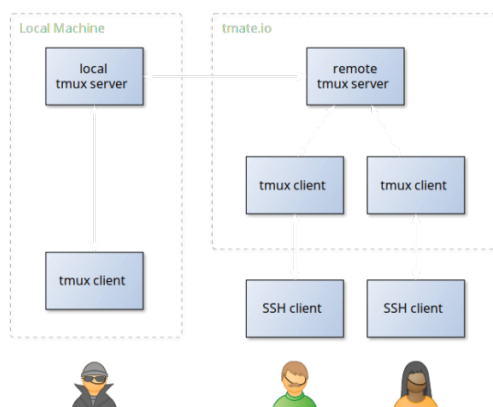 Local Machine
tmate.io
local
tmux server
remote
tmux server
tmux client
tmux client
tmux client
SSH client
SSH client